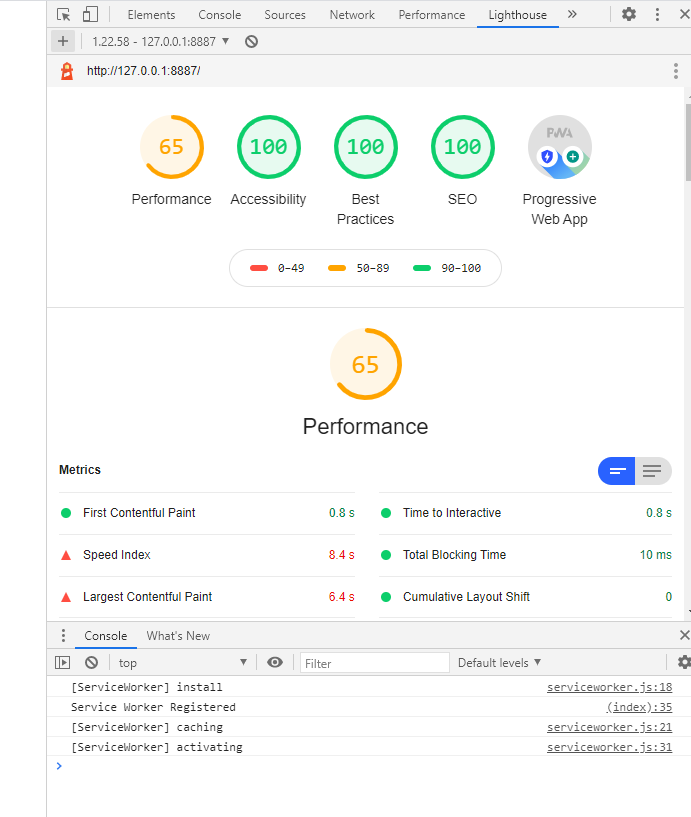 Elements Console Sources Network Performance Lighthouse
1.22.58 - 127.0.0.1:8887
http://127.0.0.1:8887/
65 100 100 100 PWA
Performance Accessibility Best Practices SEO Progressive Web App
0–49 50–89 90–100
65
Performance
Metrics
First Contentful Paint 0.8 s Time to Interactive 0.8 s
Speed Index 8.4 s Total Blocking Time 10 ms
Largest Contentful Paint 6.4 s Cumulative Layout Shift 0
Console What's New
top Filter Default levels
[ServiceWorker] install serviceworker.js:18
Service Worker Registered (index):35
[ServiceWorker] caching serviceworker.js:21
[ServiceWorker] activating serviceworker.js:31